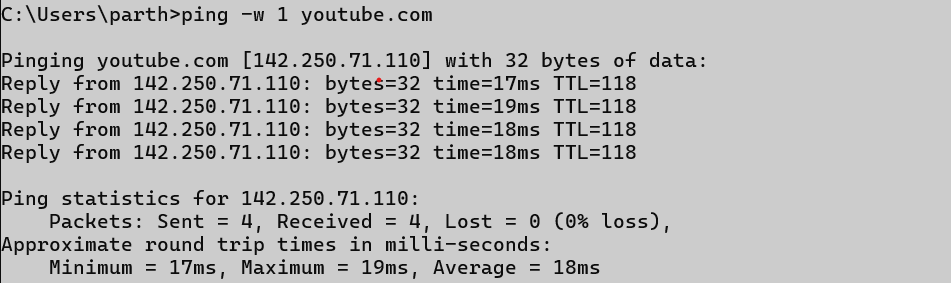 C:\Users\parth>ping -w 1 youtube.com
Pinging youtube.com [142.250.71.110] with 32 bytes of data:
Reply from 142.250.71.110: bytes=32 time=17ms TTL=118
Reply from 142.250.71.110: bytes=32 time=19ms TTL=118
Reply from 142.250.71.110: bytes=32 time=18ms TTL=118
Reply from 142.250.71.110: bytes=32 time=18ms TTL=118
Ping statistics for 142.250.71.110:
    Packets: Sent = 4, Received = 4, Lost = 0 (0% loss),
Approximate round trip times in milli-seconds:
    Minimum = 17ms, Maximum = 19ms, Average = 18ms